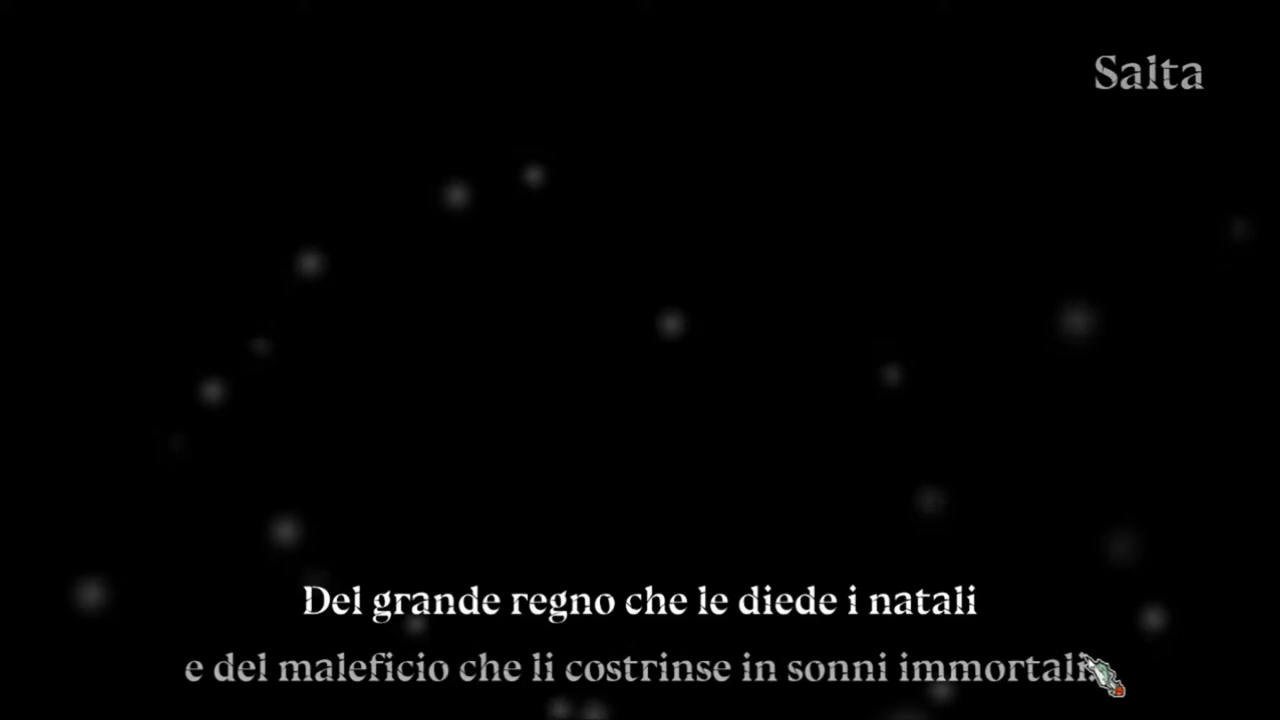 Salta
Del grande regno che le diede i natali
e del maleficio che li costrinse in sonni immortali.